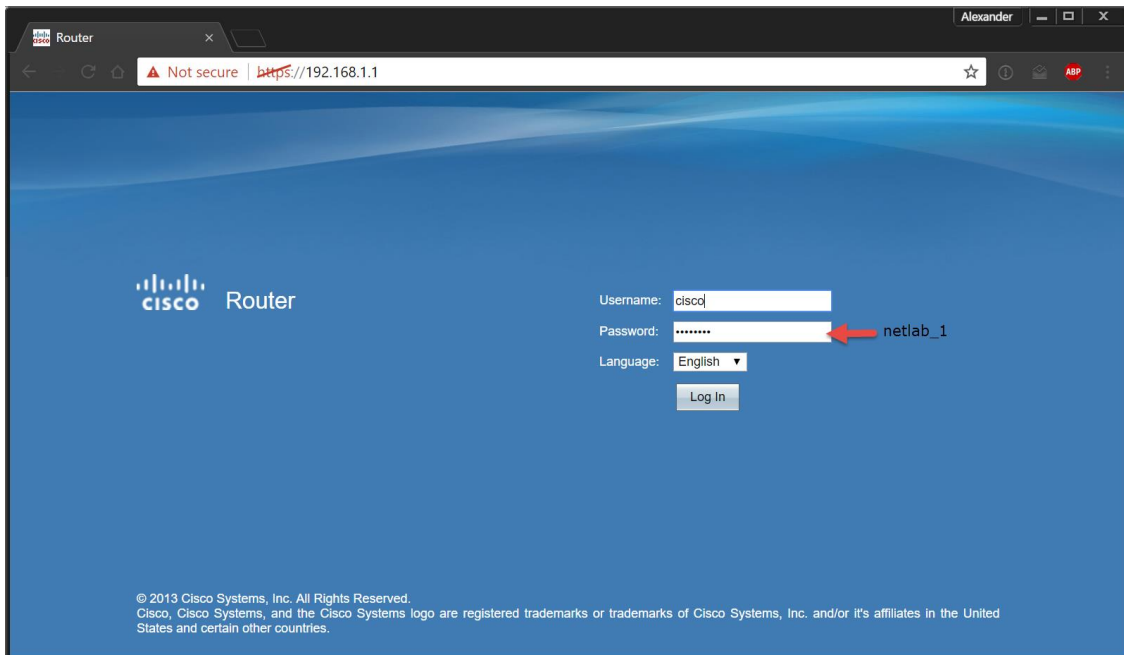 Alexander
Router
Not secure | https://192.168.1.1
ABP
CISCO Router
Username: cisco
Password: ········ netlab_1
Language: English
Log In
© 2013 Cisco Systems, Inc. All Rights Reserved.
Cisco, Cisco Systems, and the Cisco Systems logo are registered trademarks or trademarks of Cisco Systems, Inc. and/or it's affiliates in the United
States and certain other countries.